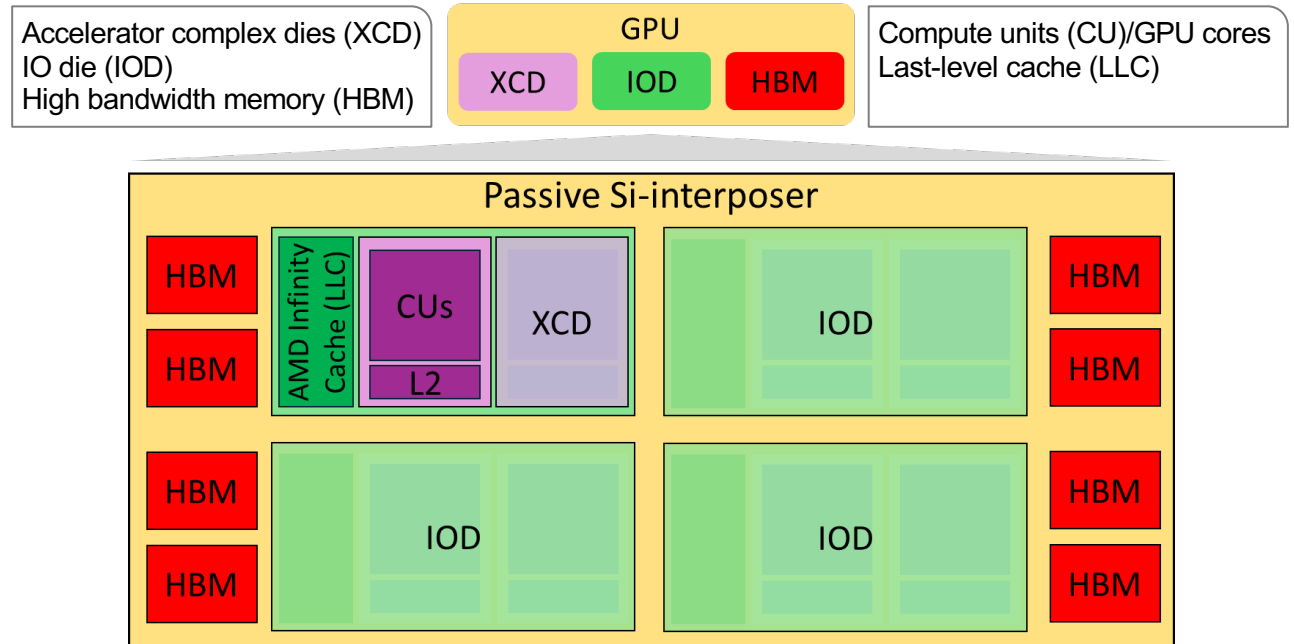 Accelerator complex dies (XCD)
IO die (IOD)
High bandwidth memory (HBM)
GPU
XCD
IOD
HBM
Compute units (CU)/GPU cores
Last-level cache (LLC)
Passive Si-interposer
HBM
HBM
AMD Infinity
Cache (LLC)
CUs
L2
XCD
IOD
HBM
HBM
HBM
HBM
IOD
IOD
HBM
HBM